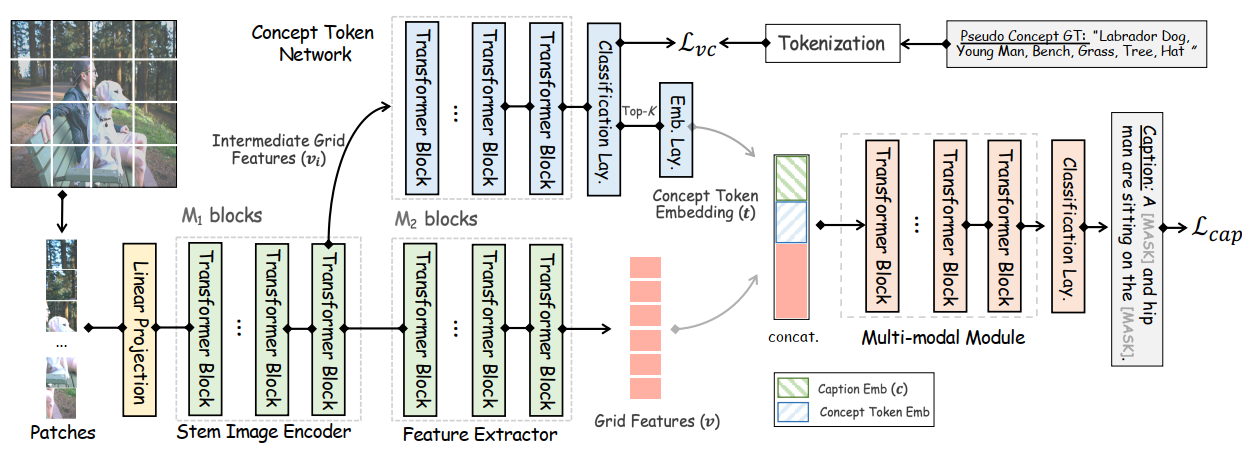 Concept Token
Network
Transformer Block
...
Transformer Block
Transformer Block
Classification Lay.
Top-K
Emb. Lay.
ℒvc
Tokenization
Pseudo Concept GT: "Labrador Dog,
Young Man, Bench, Grass, Tree, Hat "
Intermediate Grid
Features (vi)
Concept Token
Embedding (t)
M1 blocks
M2 blocks
...
Patches
Linear Projection
Transformer Block
...
Transformer Block
Transformer Block
Stem Image Encoder
Transformer Block
...
Transformer Block
Transformer Block
Feature Extractor
Grid Features (v)
concat.
Transformer Block
...
Transformer Block
Transformer Block
Multi-modal Module
Classification Lay.
Caption: A [MASK] and hip
man are sitting on the [MASK].
ℒcap
Caption Emb (c)
Concept Token Emb